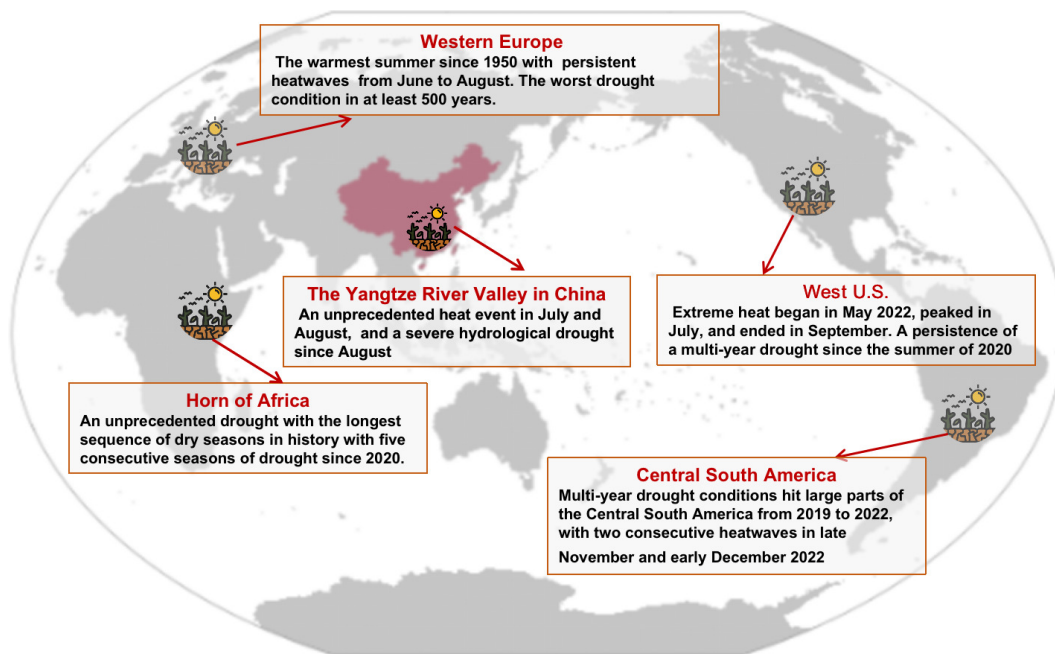 Western Europe
The warmest summer since 1950 with persistent
heatwaves from June to August. The worst drought
condition in at least 500 years.
The Yangtze River Valley in China
An unprecedented heat event in July and
August, and a severe hydrological drought
since August
West U.S.
Extreme heat began in May 2022, peaked in
July, and ended in September. A persistence of
a multi-year drought since the summer of 2020
Horn of Africa
An unprecedented drought with the longest
sequence of dry seasons in history with five
consecutive seasons of drought since 2020.
Central South America
Multi-year drought conditions hit large parts of
the Central South America from 2019 to 2022,
with two consecutive heatwaves in late
November and early December 2022